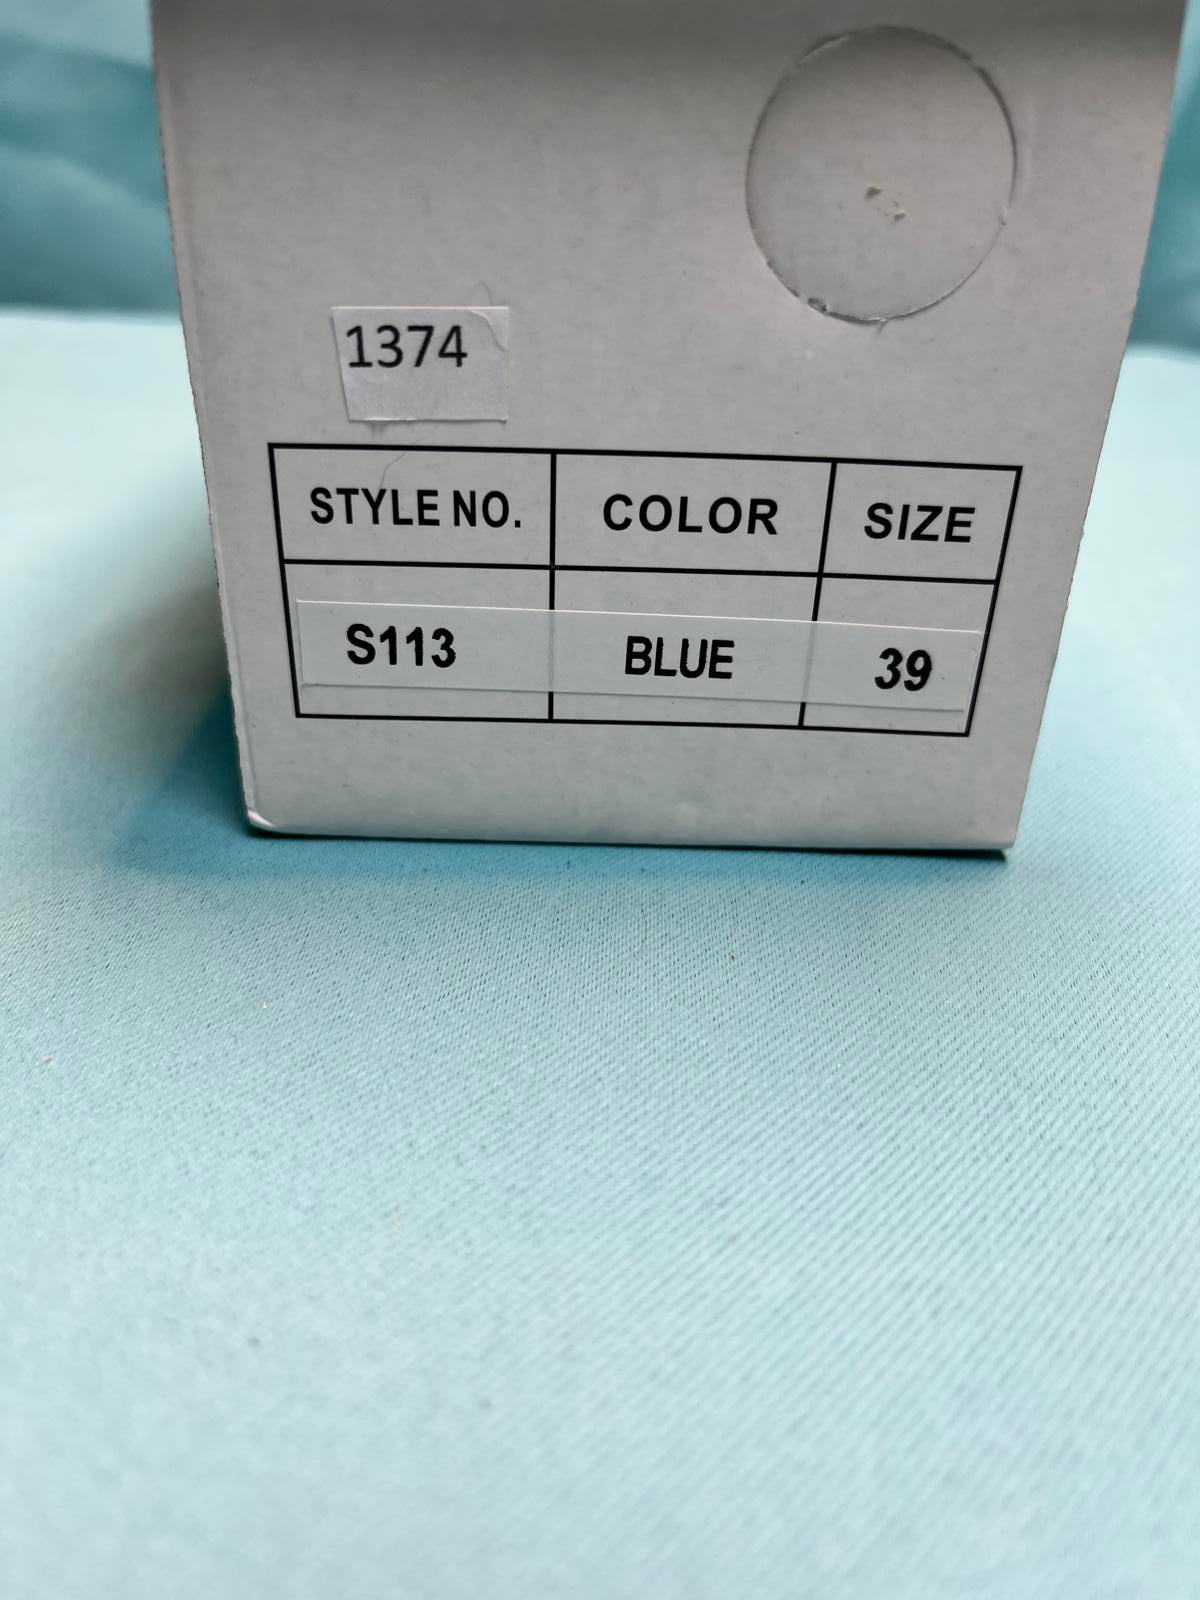 1374
STYLE NO. COLOR SIZE
S113 BLUE 39